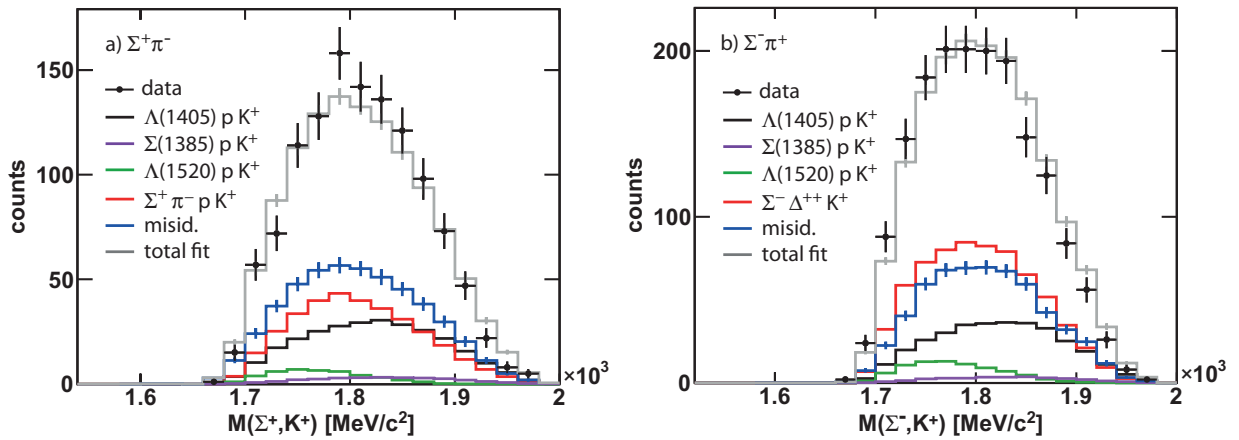 a) Σ⁺π⁻
data
Λ(1405) p K⁺
Σ(1385) p K⁺
Λ(1520) p K⁺
Σ⁺ π⁻ p K⁺
misid.
total fit
counts
150
100
50
0
1.6
1.7
1.8
1.9
2
×10³
M(Σ⁺,K⁺) [MeV/c²]
b) Σ⁻π⁺
data
Λ(1405) p K⁺
Σ(1385) p K⁺
Λ(1520) p K⁺
Σ⁻ Δ⁺⁺ K⁺
misid.
total fit
counts
200
100
0
1.6
1.7
1.8
1.9
2
×10³
M(Σ⁻,K⁺) [MeV/c²]